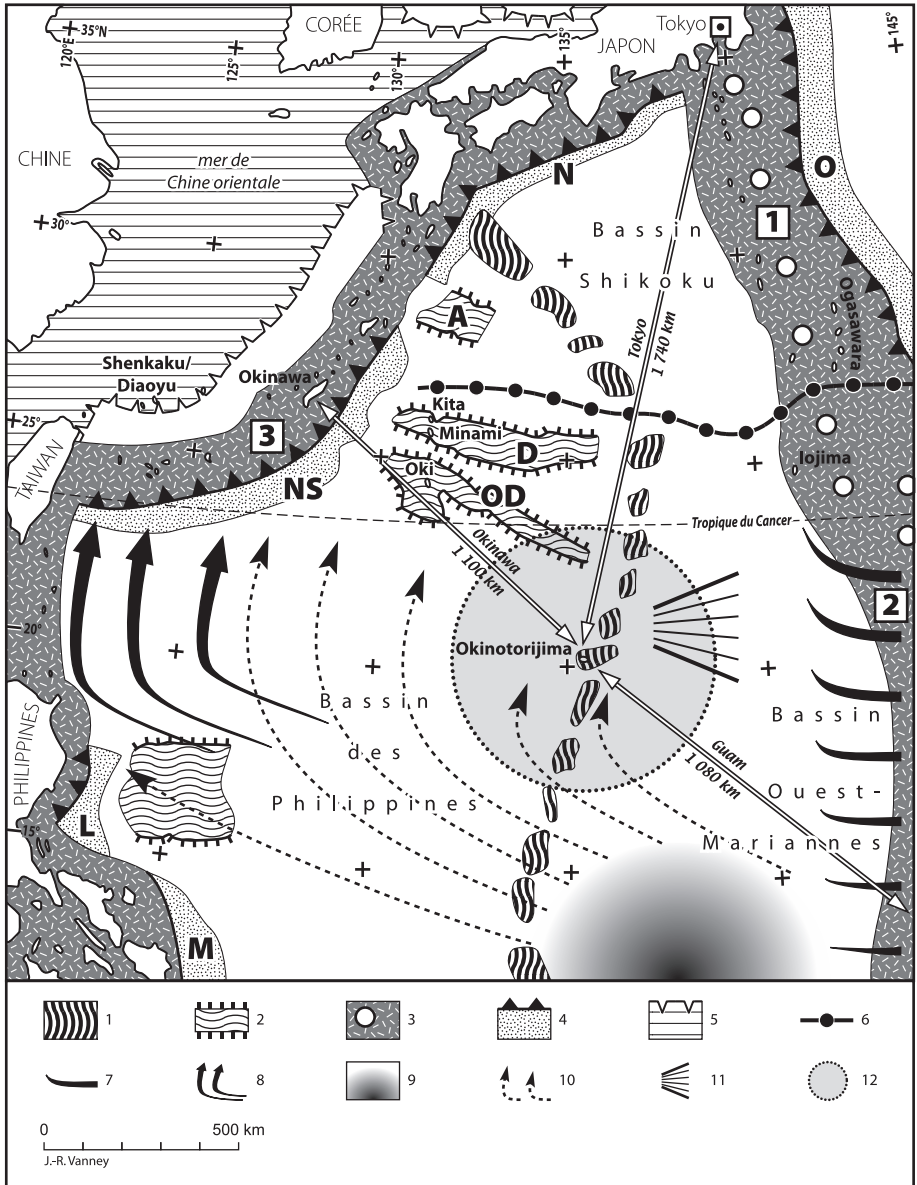 CORÉE
Tokyo
35°N
120°E
125°
130°
135°
145°
JAPON
CHINE
mer de
Chine orientale
N
O
30°
1
Bassin
Shikoku
A
Tokyo
1 740 km
Ogasawara
Shenkaku/
Diaoyu
Okinawa
Kita
25°
Minami
3
D
Iojima
TAIWAN
Oki
NS
OD
Tropique du Cancer
Okinawa
1 100 km
2
20°
Okinotorijima
Bassin
des
Philippines
PHILIPPINES
Bassin
Ouest-
Mariannes
Guam
1 080 km
L
15°
M
1
2
3
4
5
6
7
8
9
10
11
12
0 500 km
J.-R. Vanney